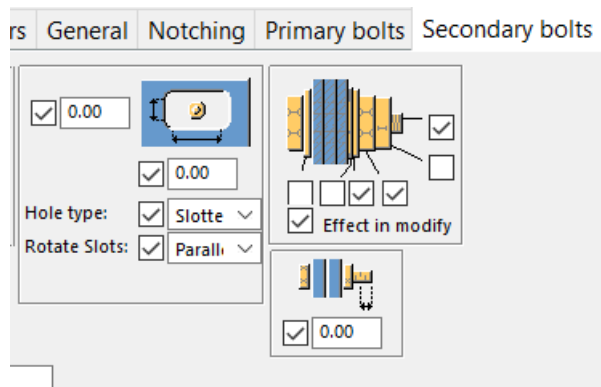 rs General Notching Primary bolts Secondary bolts
0.00
0.00
Hole type: Slotte
Rotate Slots: Paralle
Effect in modify
0.00